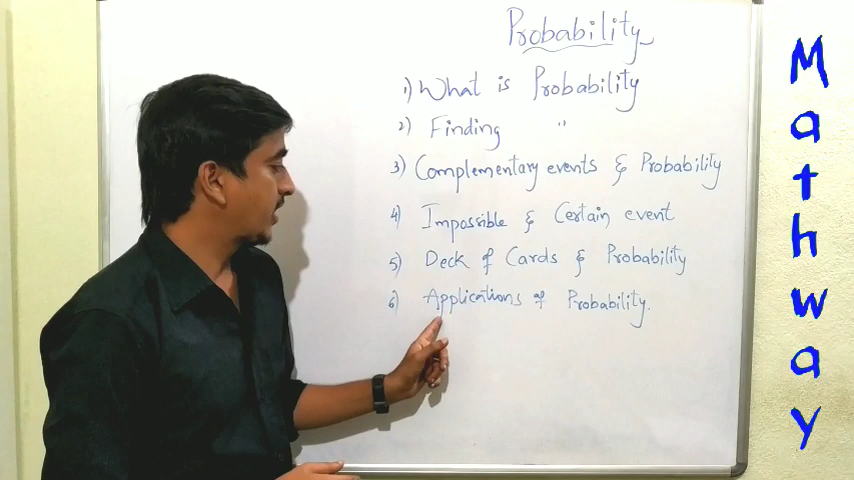 Probability
1) What is Probability
2) Finding "
3) Complementary events & Probability
4) Impossible & Certain event
5) Deck of Cards & Probability
6) Applications of Probability.
Mathway